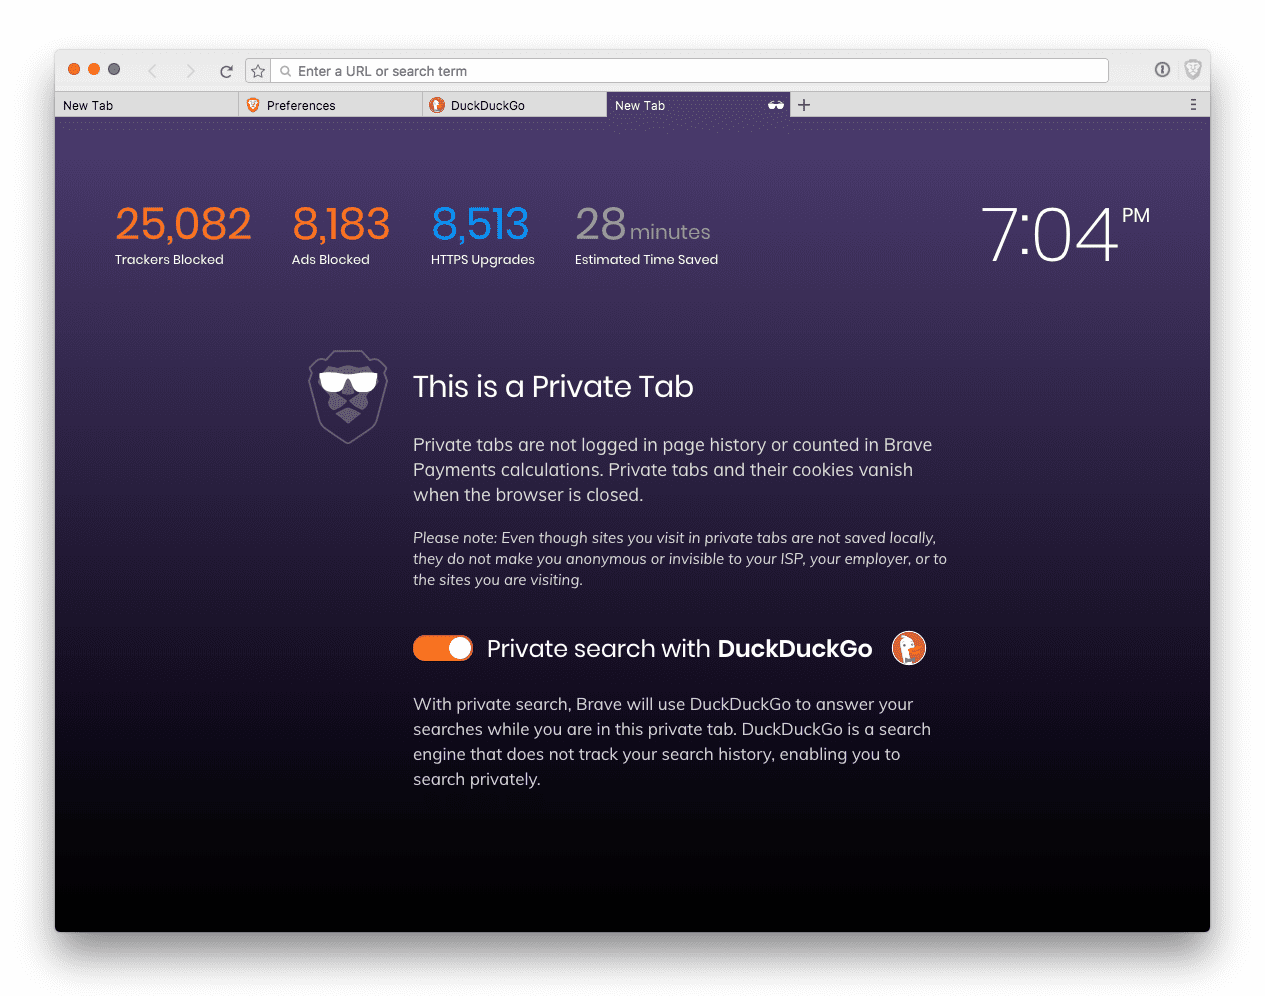 Enter a URL or search term
New Tab
Preferences
DuckDuckGo
New Tab
25,082
Trackers Blocked
8,183
Ads Blocked
8,513
HTTPS Upgrades
28 minutes
Estimated Time Saved
7:04 PM
This is a Private Tab
Private tabs are not logged in page history or counted in Brave
Payments calculations. Private tabs and their cookies vanish
when the browser is closed.
Please note: Even though sites you visit in private tabs are not saved locally,
they do not make you anonymous or invisible to your ISP, your employer, or to
the sites you are visiting.
Private search with DuckDuckGo
With private search, Brave will use DuckDuckGo to answer your
searches while you are in this private tab. DuckDuckGo is a search
engine that does not track your search history, enabling you to
search privately.